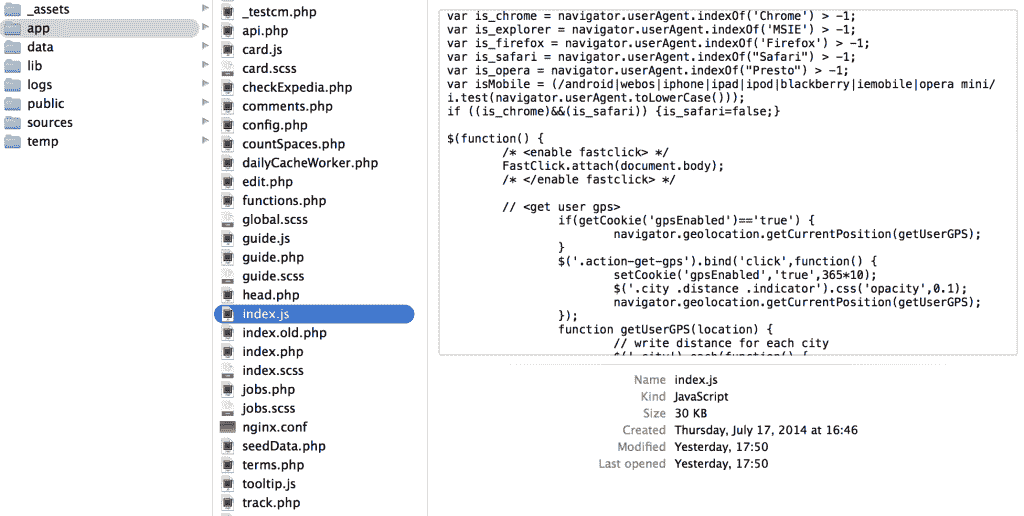 _assets
app
data
lib
logs
public
sources
temp
_testcm.php
api.php
card.js
card.scss
checkExpedia.php
comments.php
config.php
countSpaces.php
dailyCacheWorker.php
edit.php
functions.php
global.scss
guide.js
guide.php
guide.scss
head.php
index.js
index.old.php
index.php
index.scss
jobs.php
jobs.scss
nginx.conf
seedData.php
terms.php
tooltip.js
track.php
var is_chrome = navigator.userAgent.indexOf('Chrome') > -1;
var is_explorer = navigator.userAgent.indexOf('MSIE') > -1;
var is_firefox = navigator.userAgent.indexOf('Firefox') > -1;
var is_safari = navigator.userAgent.indexOf("Safari") > -1;
var is_opera = navigator.userAgent.indexOf("Presto") > -1;
var isMobile = (/android|webos|iphone|ipad|ipod|blackberry|iemobile|opera mini/
i.test(navigator.userAgent.toLowerCase()));
if ((is_chrome)&&(is_safari)) {is_safari=false;}
$(function() {
/* <enable fastclick> */
FastClick.attach(document.body);
/* </enable fastclick> */
// <get user gps>
if(getCookie('gpsEnabled')=='true') {
navigator.geolocation.getCurrentPosition(getUserGPS);
}
$('.action-get-gps').bind('click',function() {
setCookie('gpsEnabled','true',365*10);
$('.city .distance .indicator').css('opacity',0.1);
navigator.geolocation.getCurrentPosition(getUserGPS);
});
function getUserGPS(location) {
// write distance for each city
$('.city').each(function() {
Name index.js
Kind JavaScript
Size 30 KB
Created Thursday, July 17, 2014 at 16:46
Modified Yesterday, 17:50
Last opened Yesterday, 17:50